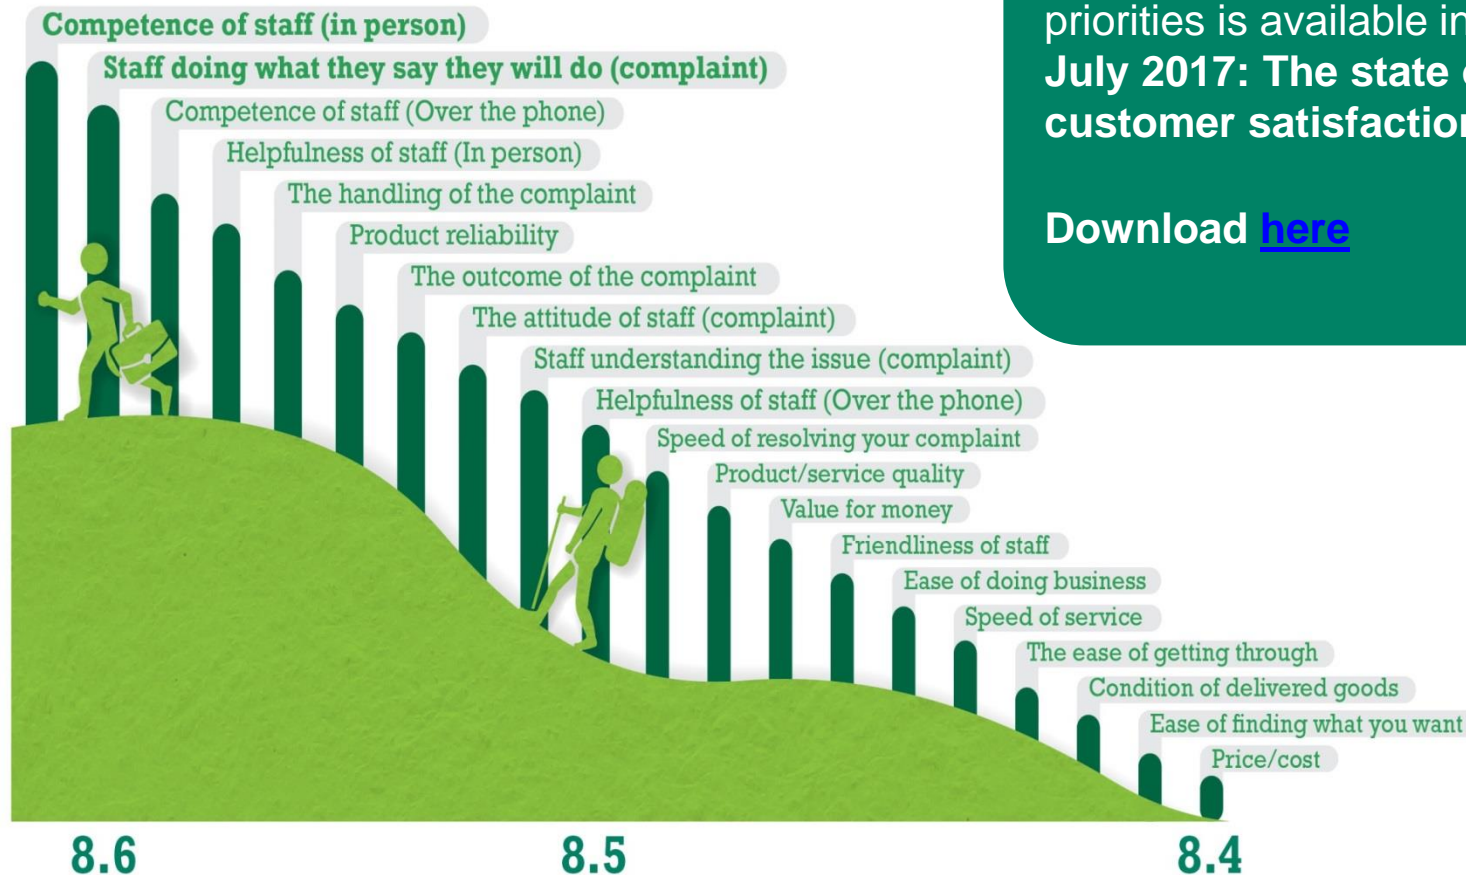 Competence of staff (in person)
Staff doing what they say they will do (complaint)
Competence of staff (Over the phone)
Helpfulness of staff (In person)
The handling of the complaint
Product reliability
The outcome of the complaint
The attitude of staff (complaint)
Staff understanding the issue (complaint)
Helpfulness of staff (Over the phone)
Speed of resolving your complaint
Product/service quality
Value for money
Friendliness of staff
Ease of doing business
Speed of service
The ease of getting through
Condition of delivered goods
Ease of finding what you want
Price/cost
8.6 8.5 8.4
priorities is available in
July 2017: The state
customer satisfaction
Download here